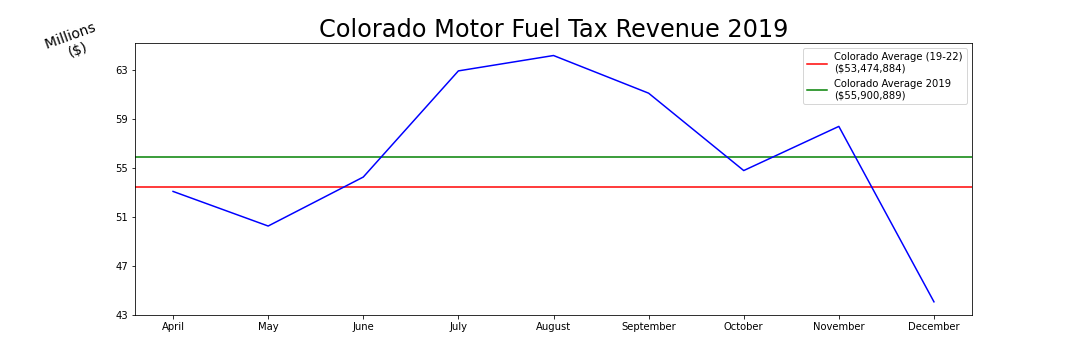 Colorado Motor Fuel Tax Revenue 2019
Millions
($)
Colorado Average (19-22)
($53,474,884)
Colorado Average 2019
($55,900,889)
63
59
55
51
47
43
April May June July August September October November December